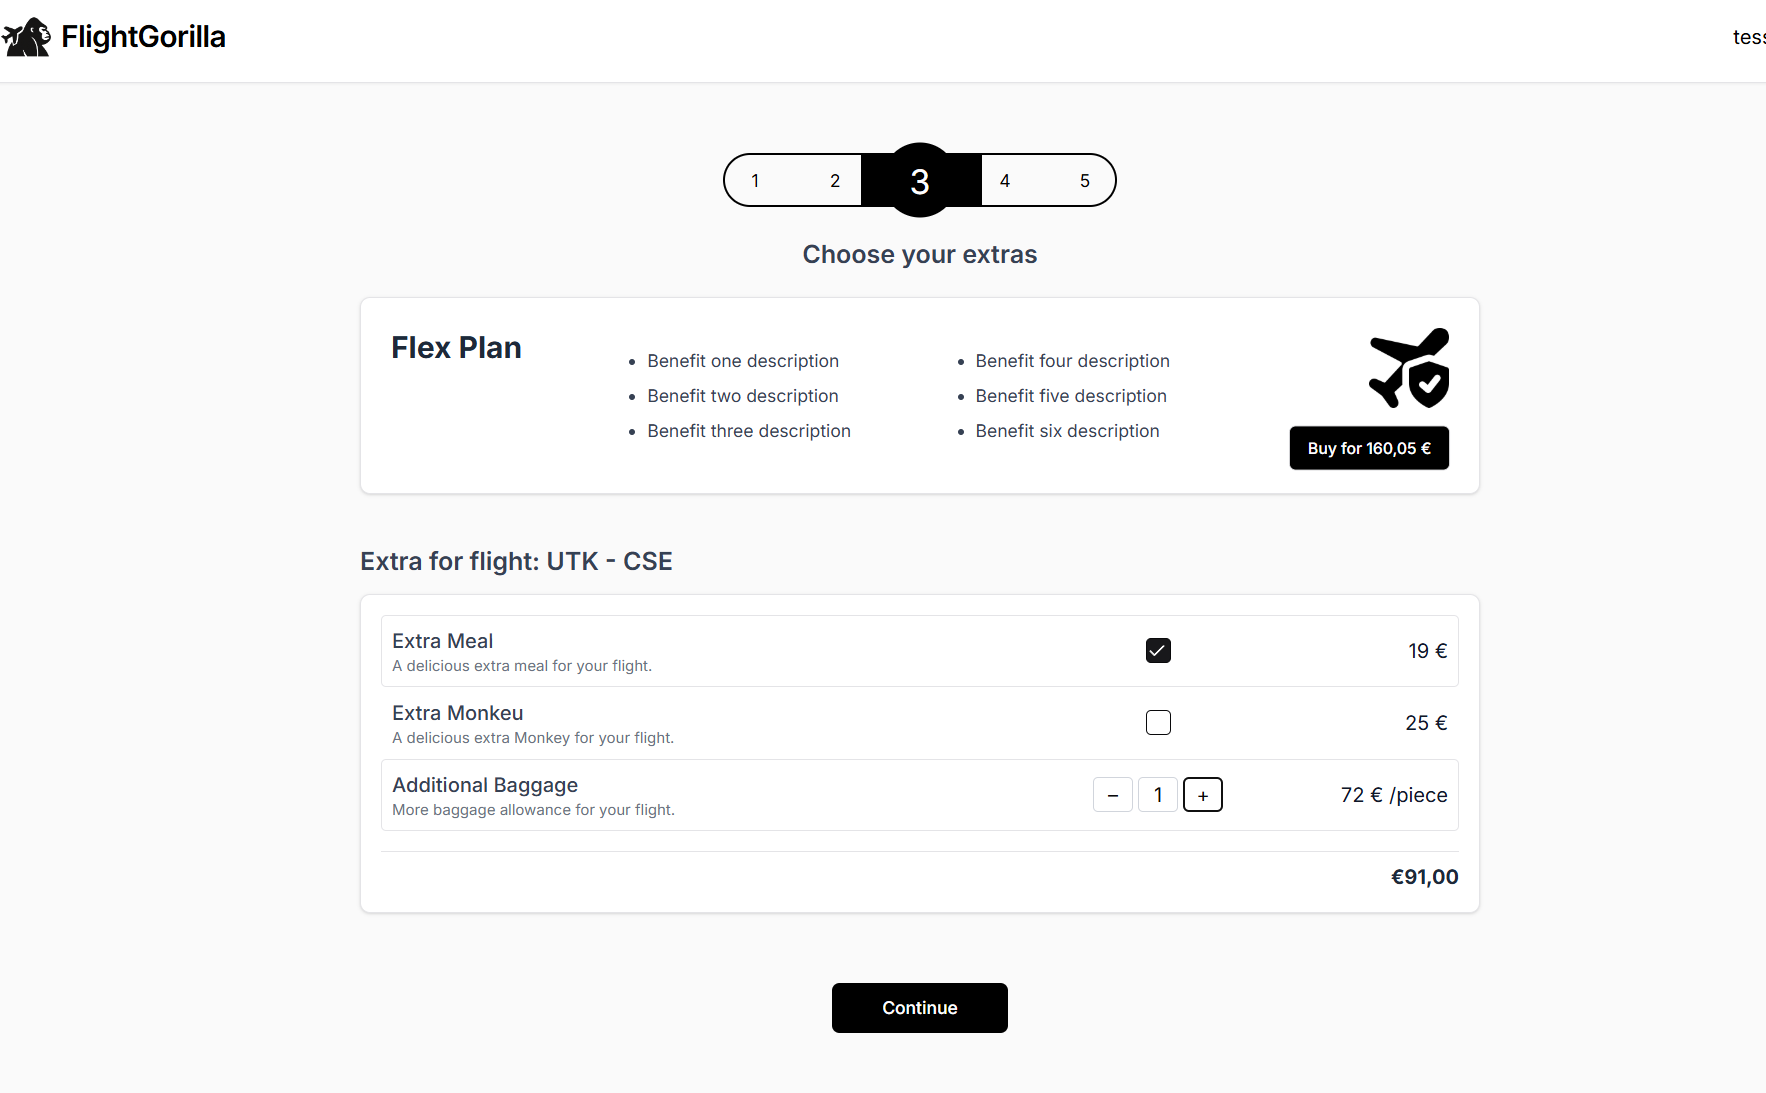 FlightGorilla
tess
1 2 3 4 5
Choose your extras
Flex Plan
Benefit one description
Benefit two description
Benefit three description
Benefit four description
Benefit five description
Benefit six description
Buy for 160,05 €
Extra for flight: UTK - CSE
Extra Meal
A delicious extra meal for your flight.
19 €
Extra Monkeu
A delicious extra Monkey for your flight.
25 €
Additional Baggage
More baggage allowance for your flight.
− 1 +
72 € /piece
€91,00
Continue